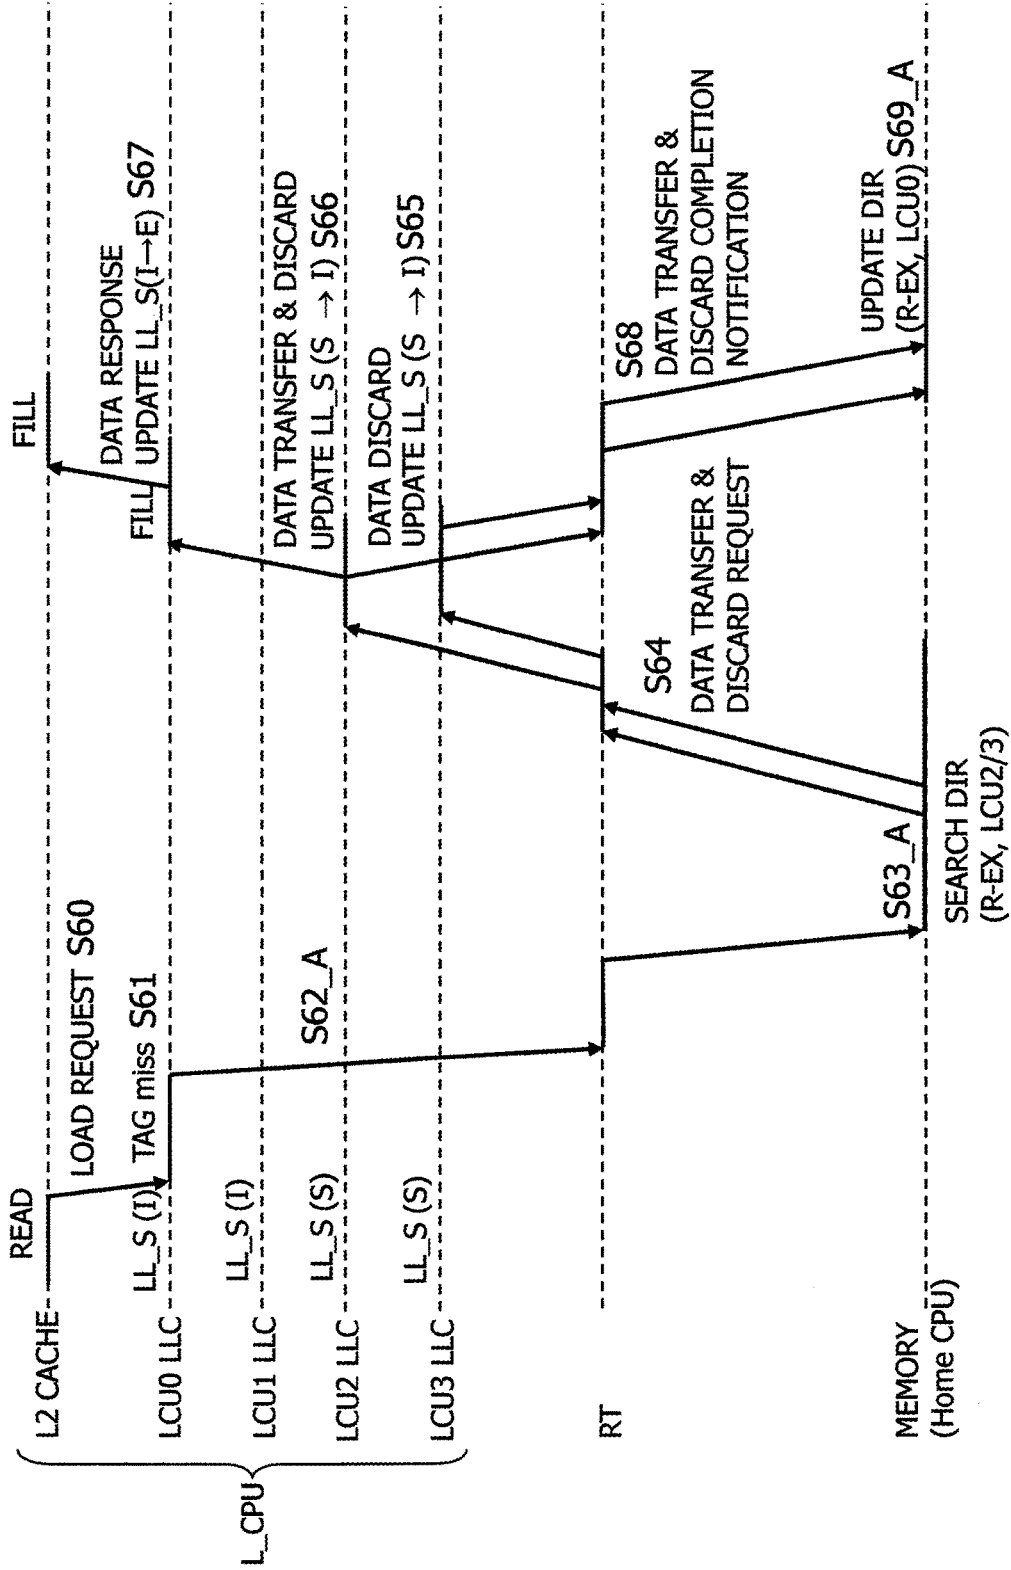 L_CPU
L2 CACHE
LCU0 LLC
LCU1 LLC
LCU2 LLC
LCU3 LLC
RT
MEMORY
(Home CPU)
READ
LOAD REQUEST S60
LL_S (I)
TAG miss S61
LL_S (I)
LL_S (S)
LL_S (S)
S62_A
S63_A
SEARCH DIR
(R-EX, LCU2/3)
S64
DATA TRANSFER &
DISCARD REQUEST
DATA DISCARD
UPDATE LL_S (S → I) S65
DATA TRANSFER & DISCARD
UPDATE LL_S (S → I) S66
FILL
DATA RESPONSE
UPDATE LL_S(I→E) S67
FILL
S68
DATA TRANSFER &
DISCARD COMPLETION
NOTIFICATION
UPDATE DIR
(R-EX, LCU0) S69_A